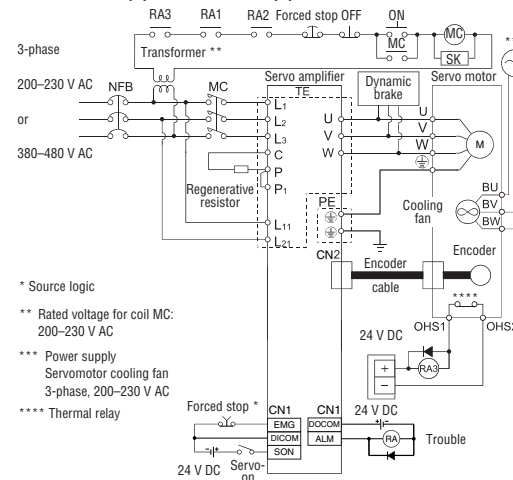 RA3 RA1 RA2 Forced stop OFF ON
MC
MC
SK
3-phase
Transformer **
200–230 V AC
NFB
MC
or
380–480 V AC
Servo amplifier
TE
Dynamic
brake
Servo motor
L1
L2
L3
C
P
P1
L11
L21
U
V
W
U
V
W
M
Regenerative
resistor
PE
Cooling
fan
BU
BV
BW
CN2
Encoder
cable
Encoder
****
OHS1
* Source logic
** Rated voltage for coil MC:
200–230 V AC
*** Power supply
Servomotor cooling fan
3-phase, 200–230 V AC
**** Thermal relay
24 V DC
+
−
RA3
24 V DC
Forced stop *
CN1
EMG
DICOM
SON
CN1
DOCOM
ALM
RA
Trouble
24 V DC
Servo-
on